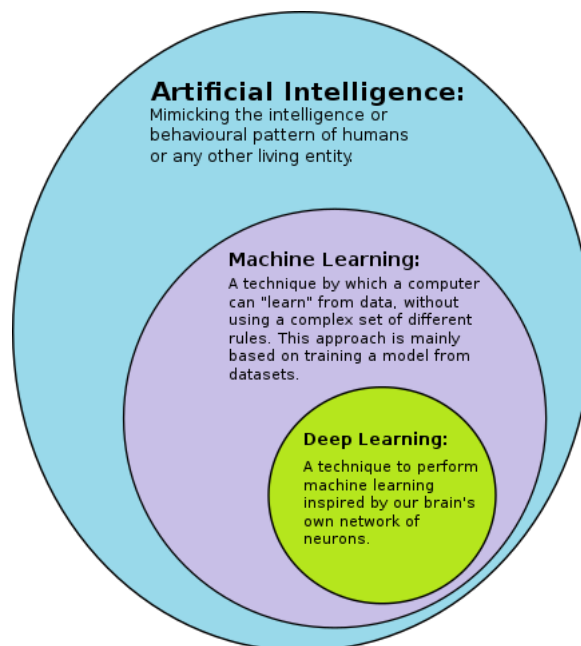 Artificial Intelligence:
Mimicking the intelligence or
behavioural pattern of humans
or any other living entity.
Machine Learning:
A technique by which a computer
can "learn" from data, without
using a complex set of different
rules. This approach is mainly
based on training a model from
datasets.
Deep Learning:
A technique to perform
machine learning
inspired by our brain's
own network of
neurons.